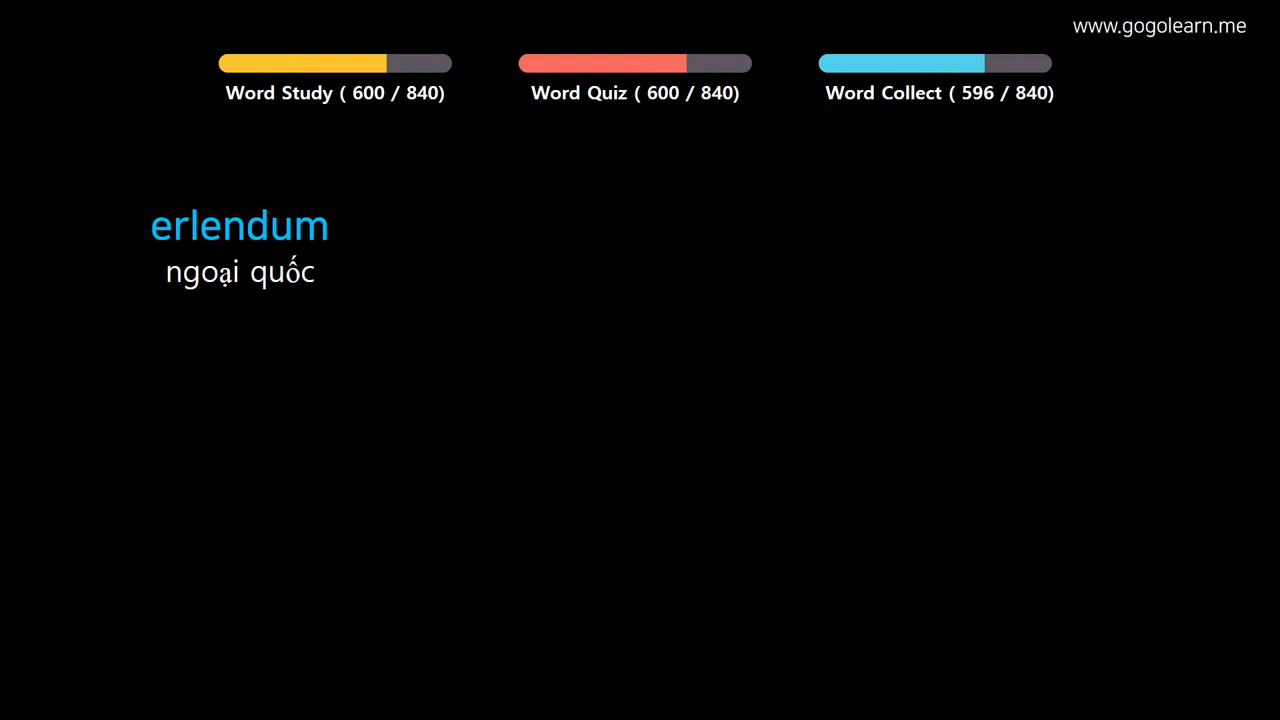 www.gogolearn.me
Word Study ( 600 / 840)
Word Quiz ( 600 / 840)
Word Collect ( 596 / 840)
erlendum
ngoại quốc